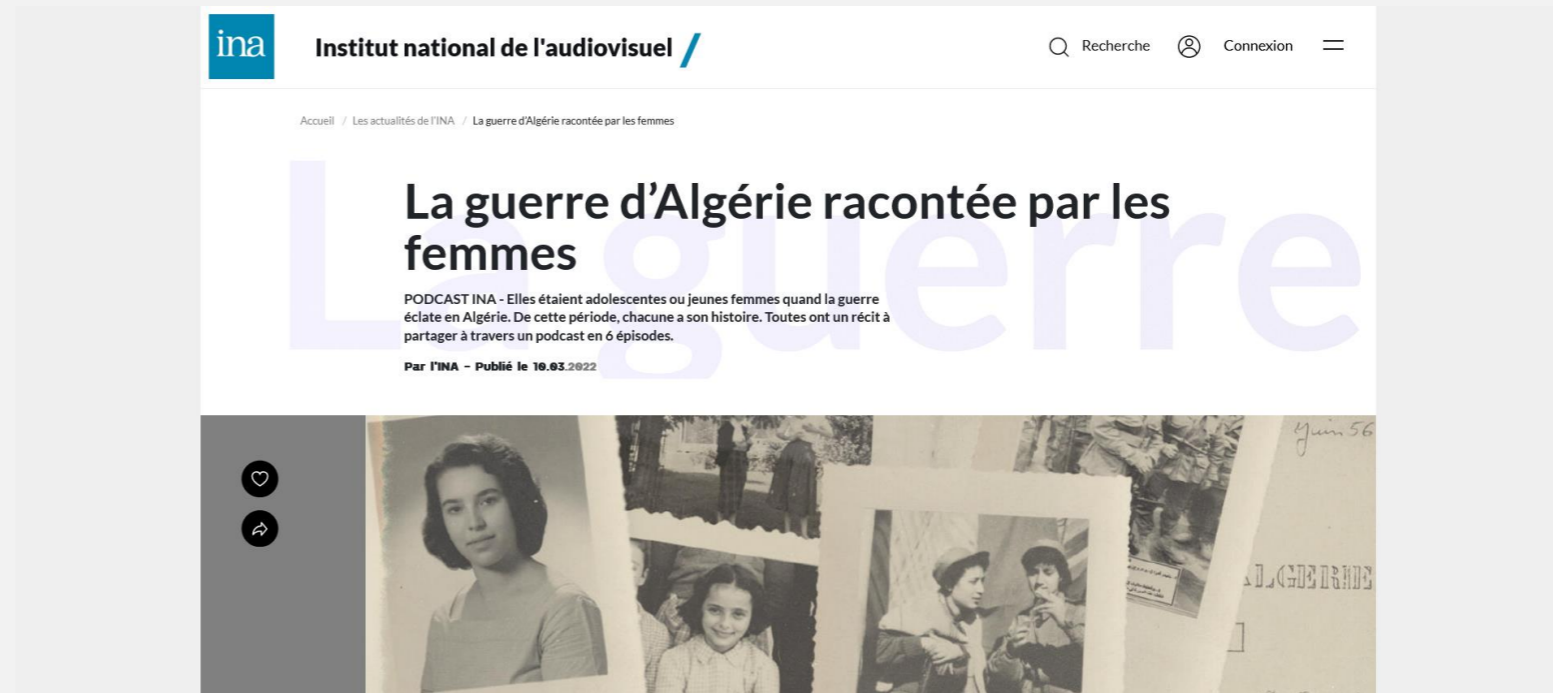 ina
Institut national de l'audiovisuel /
Recherche
Connexion
Accueil / Les actualités de l'INA / La guerre d'Algérie racontée par les femmes
La guerre
La guerre d’Algérie racontée par les
femmes
PODCAST INA - Elles étaient adolescentes ou jeunes femmes quand la guerre
éclate en Algérie. De cette période, chacune a son histoire. Toutes ont un récit à
partager à travers un podcast en 6 épisodes.
Par l'INA - Publié le 10.03.2022
Juin 56
ALGERIE